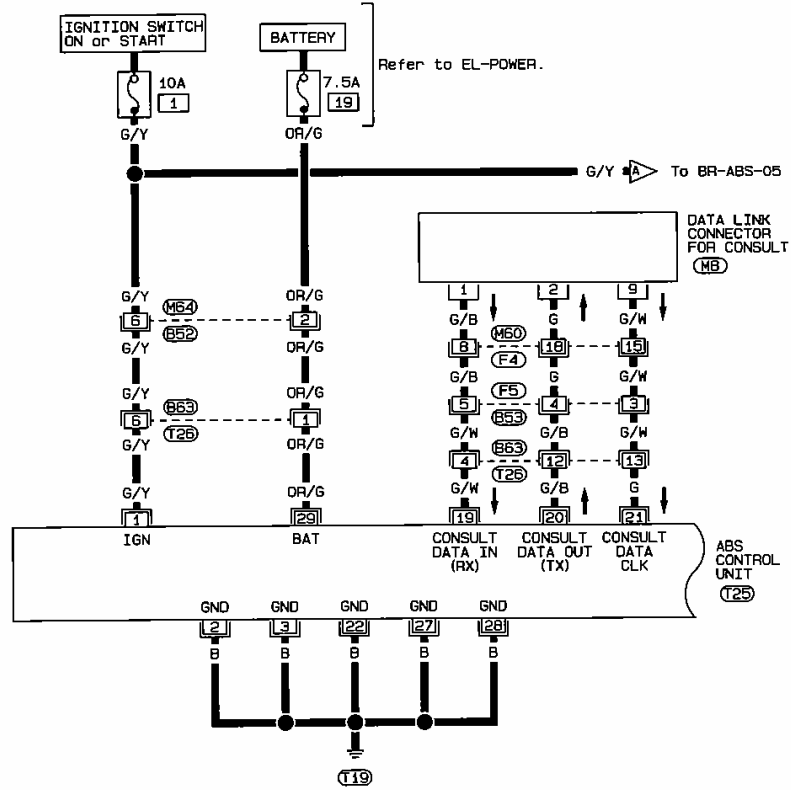 IGNITION SWITCH
ON or START
BATTERY
Refer to EL-POWER.
10A
1
7.5A
19
G/Y
OR/G
G/Y
A
To BR-ABS-05
DATA LINK
CONNECTOR
FOR CONSULT
M8
1
2
9
G/Y
OR/G
G/B
G
G/W
M64
6
2
B52
M60
8
18
15
F4
G/Y
OR/G
G/B
G
G/W
G/Y
OR/G
F5
5
4
3
B53
B63
6
1
T26
G/W
G/B
G/W
G/Y
OR/G
B63
4
12
13
T26
G/Y
OR/G
G/W
G/B
G
1
29
19
20
21
IGN
BAT
CONSULT
DATA IN
(RX)
CONSULT
DATA OUT
(TX)
CONSULT
DATA
CLK
ABS
CONTROL
UNIT
T25
GND
GND
GND
GND
GND
2
3
22
27
28
B
B
B
B
B
T19